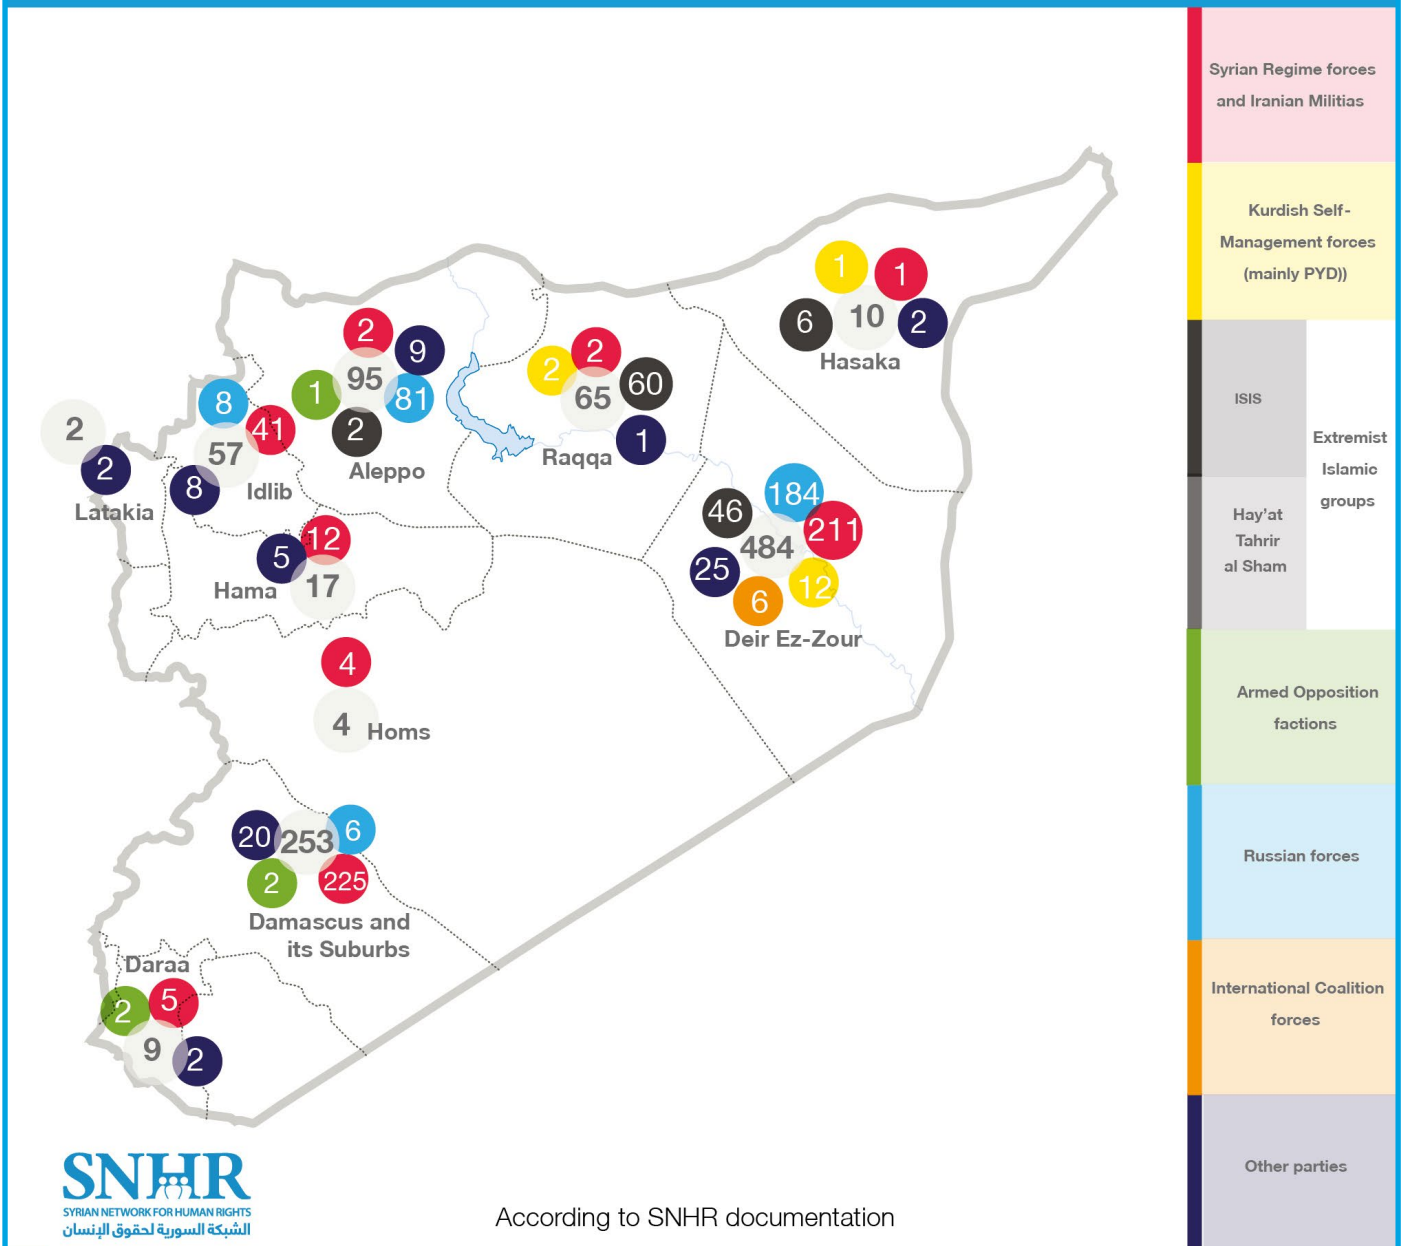 Syrian Regime forces
and Iranian Militias
Kurdish Self-
Management forces
(mainly PYD))
ISIS
Extremist
Islamic
groups
Hay'at
Tahrir
al Sham
Armed Opposition
factions
Russian forces
International Coalition
forces
Other parties
1
1
6
10
2
Hasaka
2
9
95
1
81
2
Aleppo
2
2
60
65
1
Raqqa
8
41
57
8
Idlib
2
2
Latakia
184
46
211
484
25
12
6
Deir Ez-Zour
12
5
17
Hama
4
4
Homs
20
253
6
2
225
Damascus and
its Suburbs
Daraa
2
5
9
2
SNHR
SYRIAN NETWORK FOR HUMAN RIGHTS
الشبكة السورية لحقوق الإنسان
According to SNHR documentation